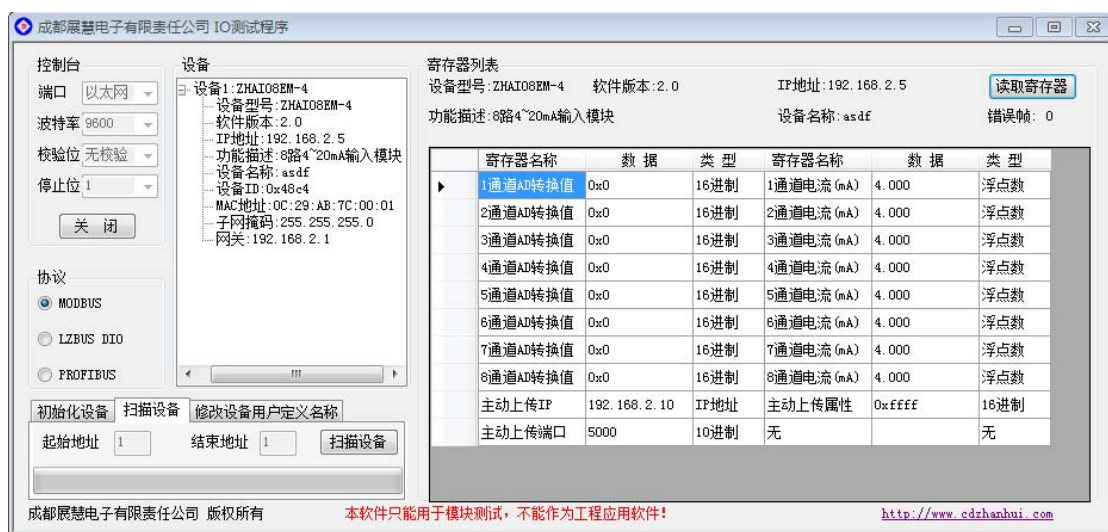 成都展慧电子有限责任公司 IO测试程序
控制台
端口 以太网
波特率 9600
校验位 无校验
停止位 1
关 闭
协议
MODBUS
LZBUS DIO
PROFIBUS
设备
设备1:ZHAIO8EM-4
设备型号:ZHAIO8EM-4
软件版本:2.0
IP地址:192.168.2.5
功能描述:8路4~20mA输入模块
设备名称:asdf
设备ID:0x48c4
MAC地址:0C:29:AB:7C:00:01
子网掩码:255.255.255.0
网关:192.168.2.1
初始化设备 扫描设备 修改设备用户定义名称
起始地址 1 结束地址 1 扫描设备
寄存器列表
设备型号:ZHAIO8EM-4 软件版本:2.0 IP地址:192.168.2.5 读取寄存器
功能描述:8路4~20mA输入模块 设备名称:asdf 错误帧: 0
寄存器名称 数 据 类 型 寄存器名称 数 据 类 型
1通道AD转换值 0x0 16进制 1通道电流(mA) 4.000 浮点数
2通道AD转换值 0x0 16进制 2通道电流(mA) 4.000 浮点数
3通道AD转换值 0x0 16进制 3通道电流(mA) 4.000 浮点数
4通道AD转换值 0x0 16进制 4通道电流(mA) 4.000 浮点数
5通道AD转换值 0x0 16进制 5通道电流(mA) 4.000 浮点数
6通道AD转换值 0x0 16进制 6通道电流(mA) 4.000 浮点数
7通道AD转换值 0x0 16进制 7通道电流(mA) 4.000 浮点数
8通道AD转换值 0x0 16进制 8通道电流(mA) 4.000 浮点数
主动上传IP 192.168.2.10 IP地址 主动上传属性 0xffff 16进制
主动上传端口 5000 10进制 无 无
成都展慧电子有限责任公司 版权所有 本软件只能用于模块测试，不能作为工程应用软件! http://www.cdzhanhui.com